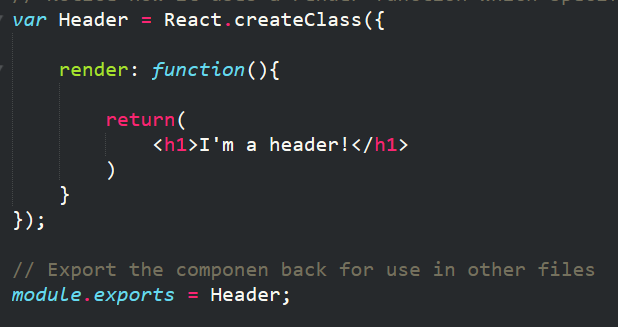 var Header = React.createClass({
render: function(){
return(
<h1>I'm a header!</h1>
)
}
});
// Export the componen back for use in other files
module.exports = Header;